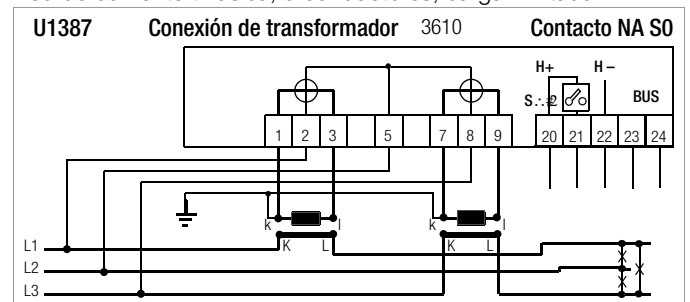 U1387 Conexión de transformador 3610 Contacto NA S0
H+ H –
BUS
1 2 3 5 7 8 9 20 21 22 23 24
k l k l
L1 K L K L
L2
L3